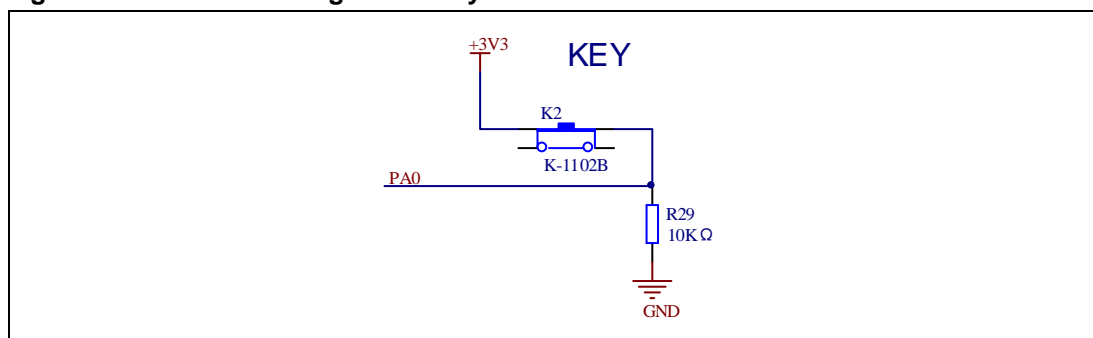 +3V3
KEY
K2
K-1102B
PA0
R29
10KΩ
GND